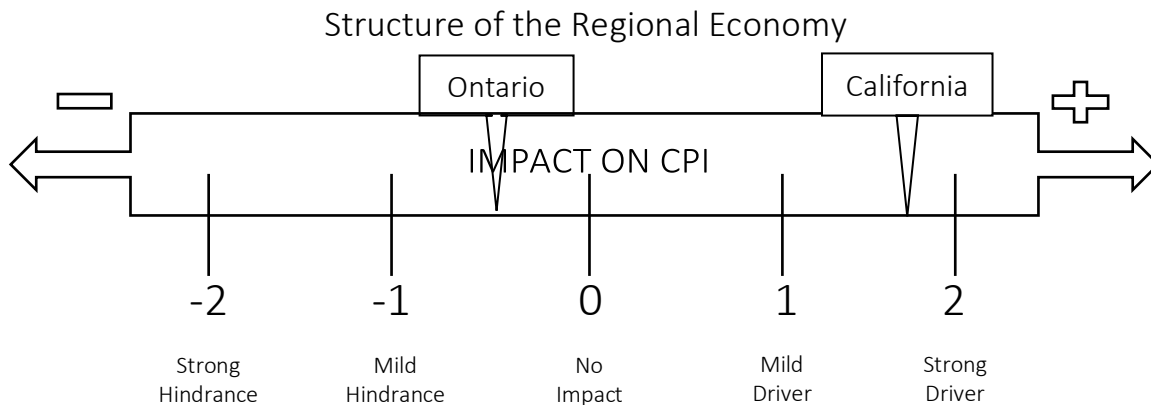 Structure of the Regional Economy
Ontario
California
IMPACT ON CPI
-2
-1
0
1
2
Strong
Hindrance
Mild
Hindrance
No
Impact
Mild
Driver
Strong
Driver